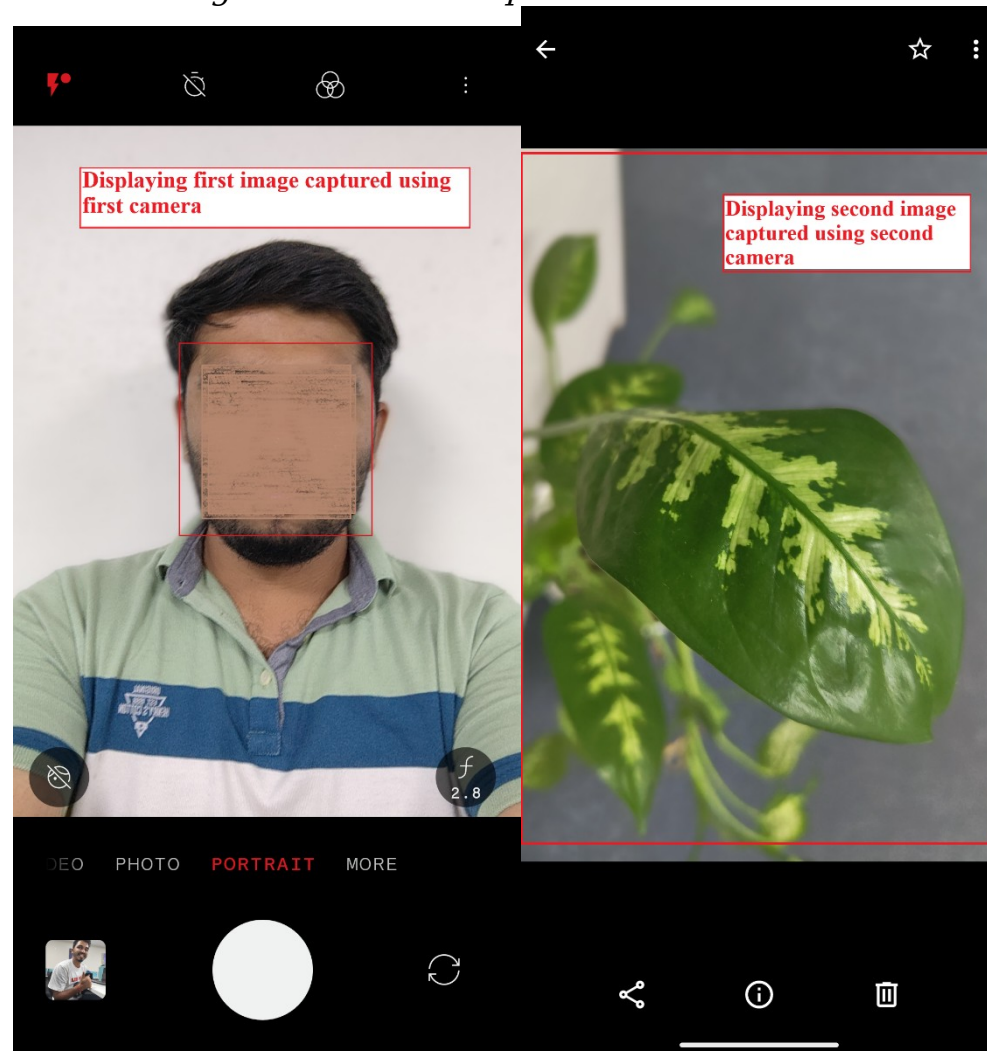 Displaying first image captured using
first camera
Displaying second image
captured using second
camera
f
2.8
PHOTO PORTRAIT MORE